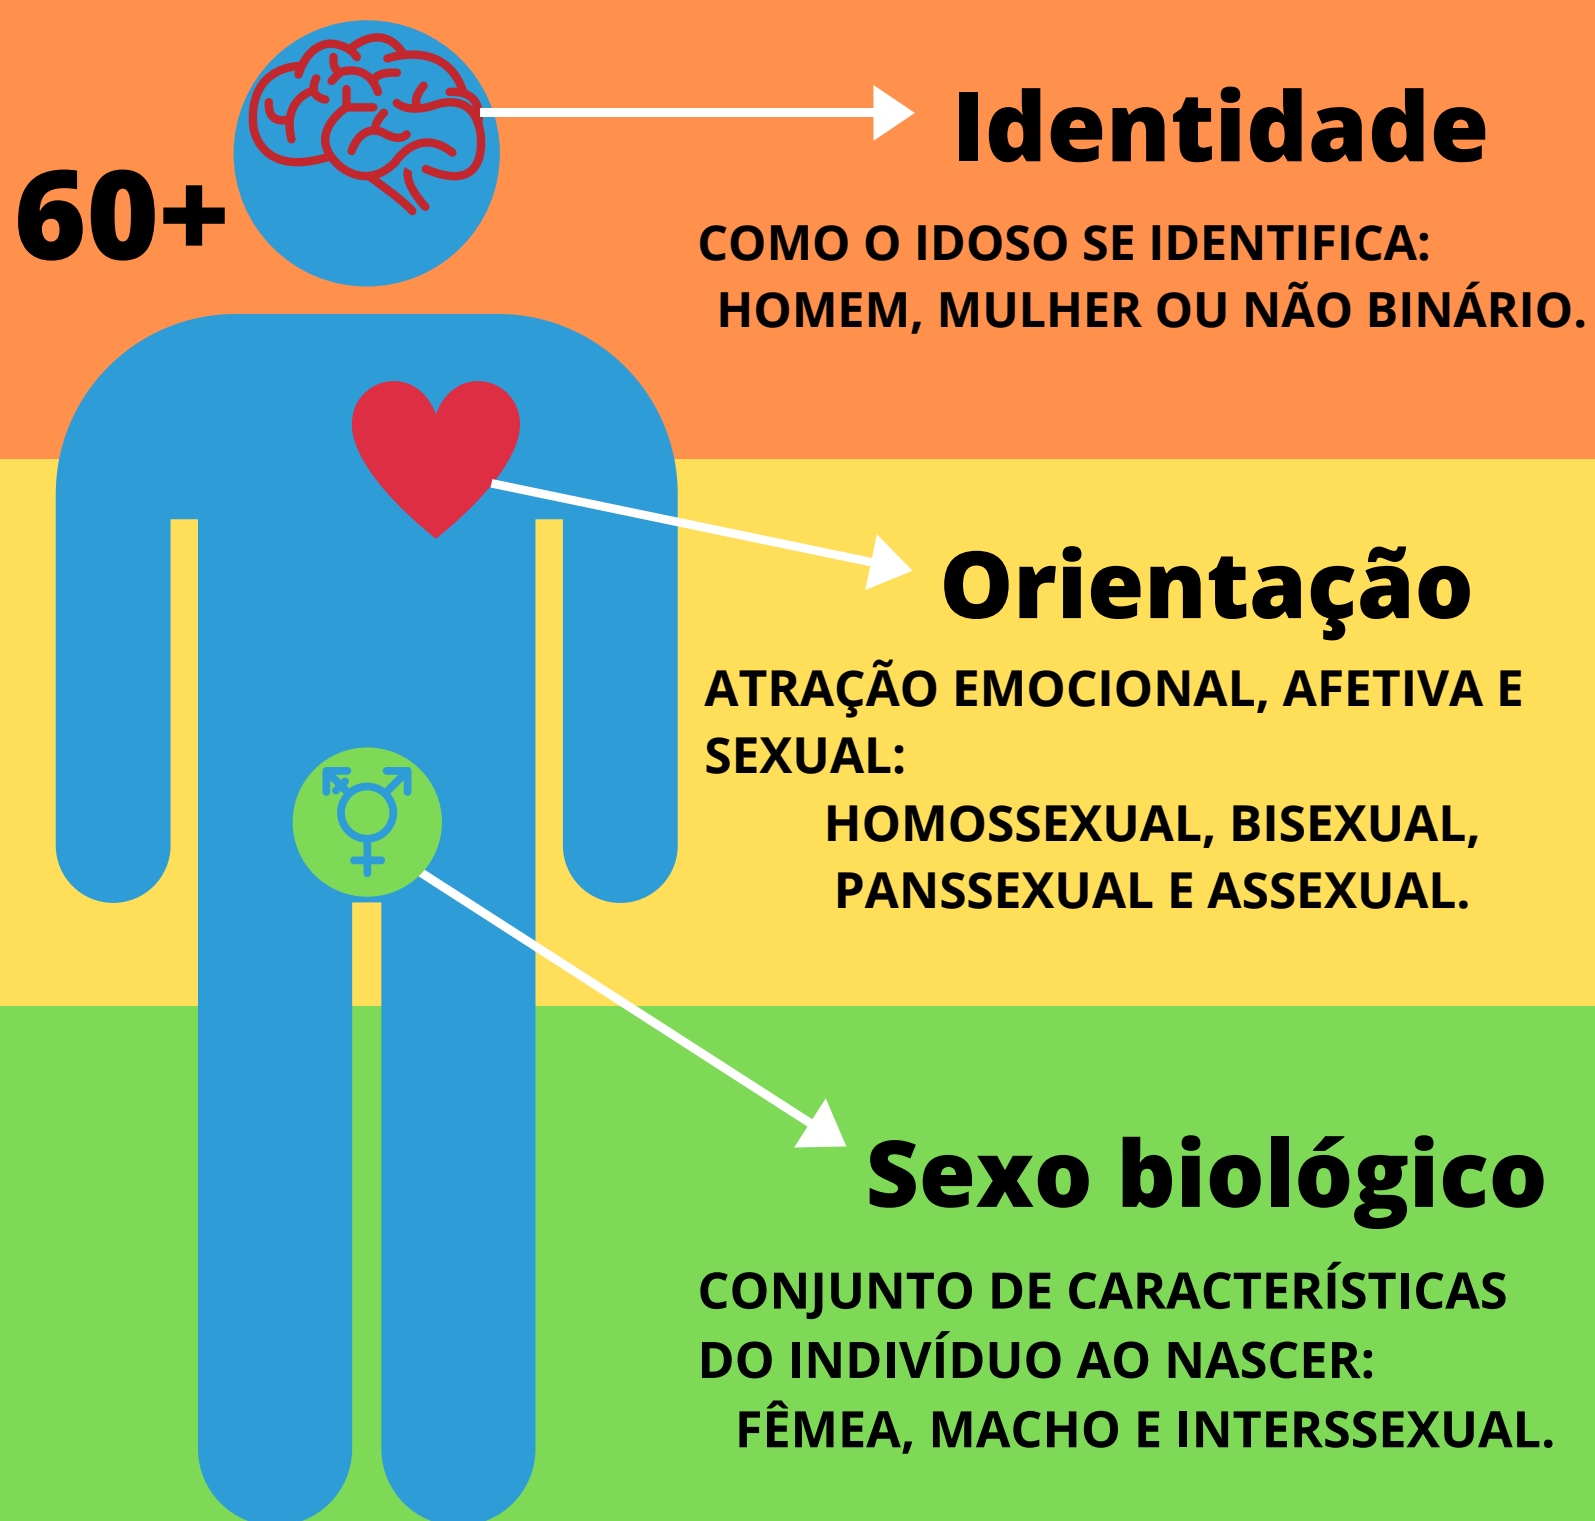 60+
Identidade
COMO O IDOSO SE IDENTIFICA:
HOMEM, MULHER OU NÃO BINÁRIO.
Orientação
ATRAÇÃO EMOCIONAL, AFETIVA E
SEXUAL:
HOMOSSEXUAL, BISEXUAL,
PANSSEXUAL E ASSEXUAL.
Sexo biológico
CONJUNTO DE CARACTERÍSTICAS
DO INDIVÍDUO AO NASCER:
FÊMEA, MACHO E INTERSSEXUAL.